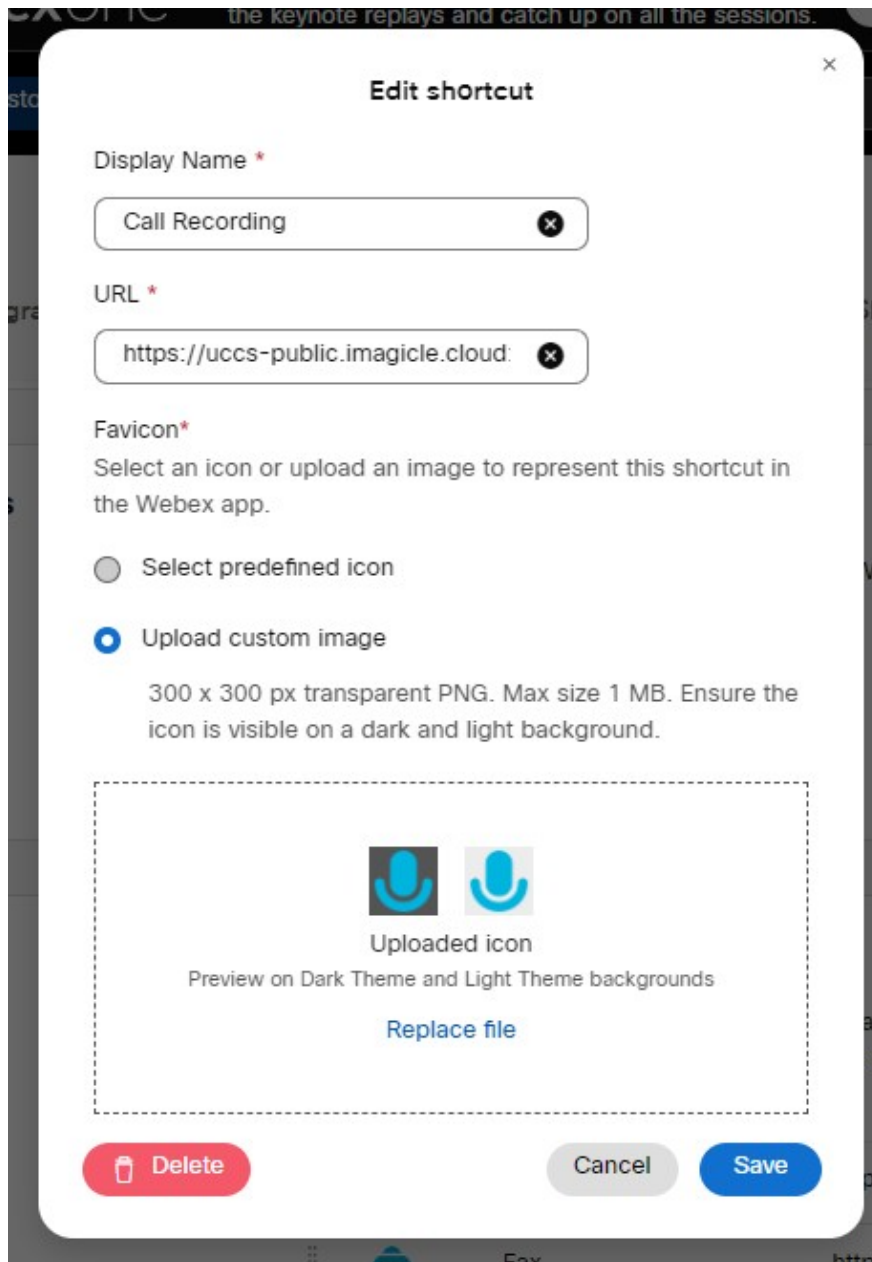 the keynote replays and catch up on all the sessions.
Edit shortcut
Display Name *
Call Recording
URL *
https://uccs-public.imagicle.cloud:
Favicon*
Select an icon or upload an image to represent this shortcut in
the Webex app.
Select predefined icon
Upload custom image
300 x 300 px transparent PNG. Max size 1 MB. Ensure the
icon is visible on a dark and light background.
Uploaded icon
Preview on Dark Theme and Light Theme backgrounds
Replace file
Delete
Cancel
Save
Fax